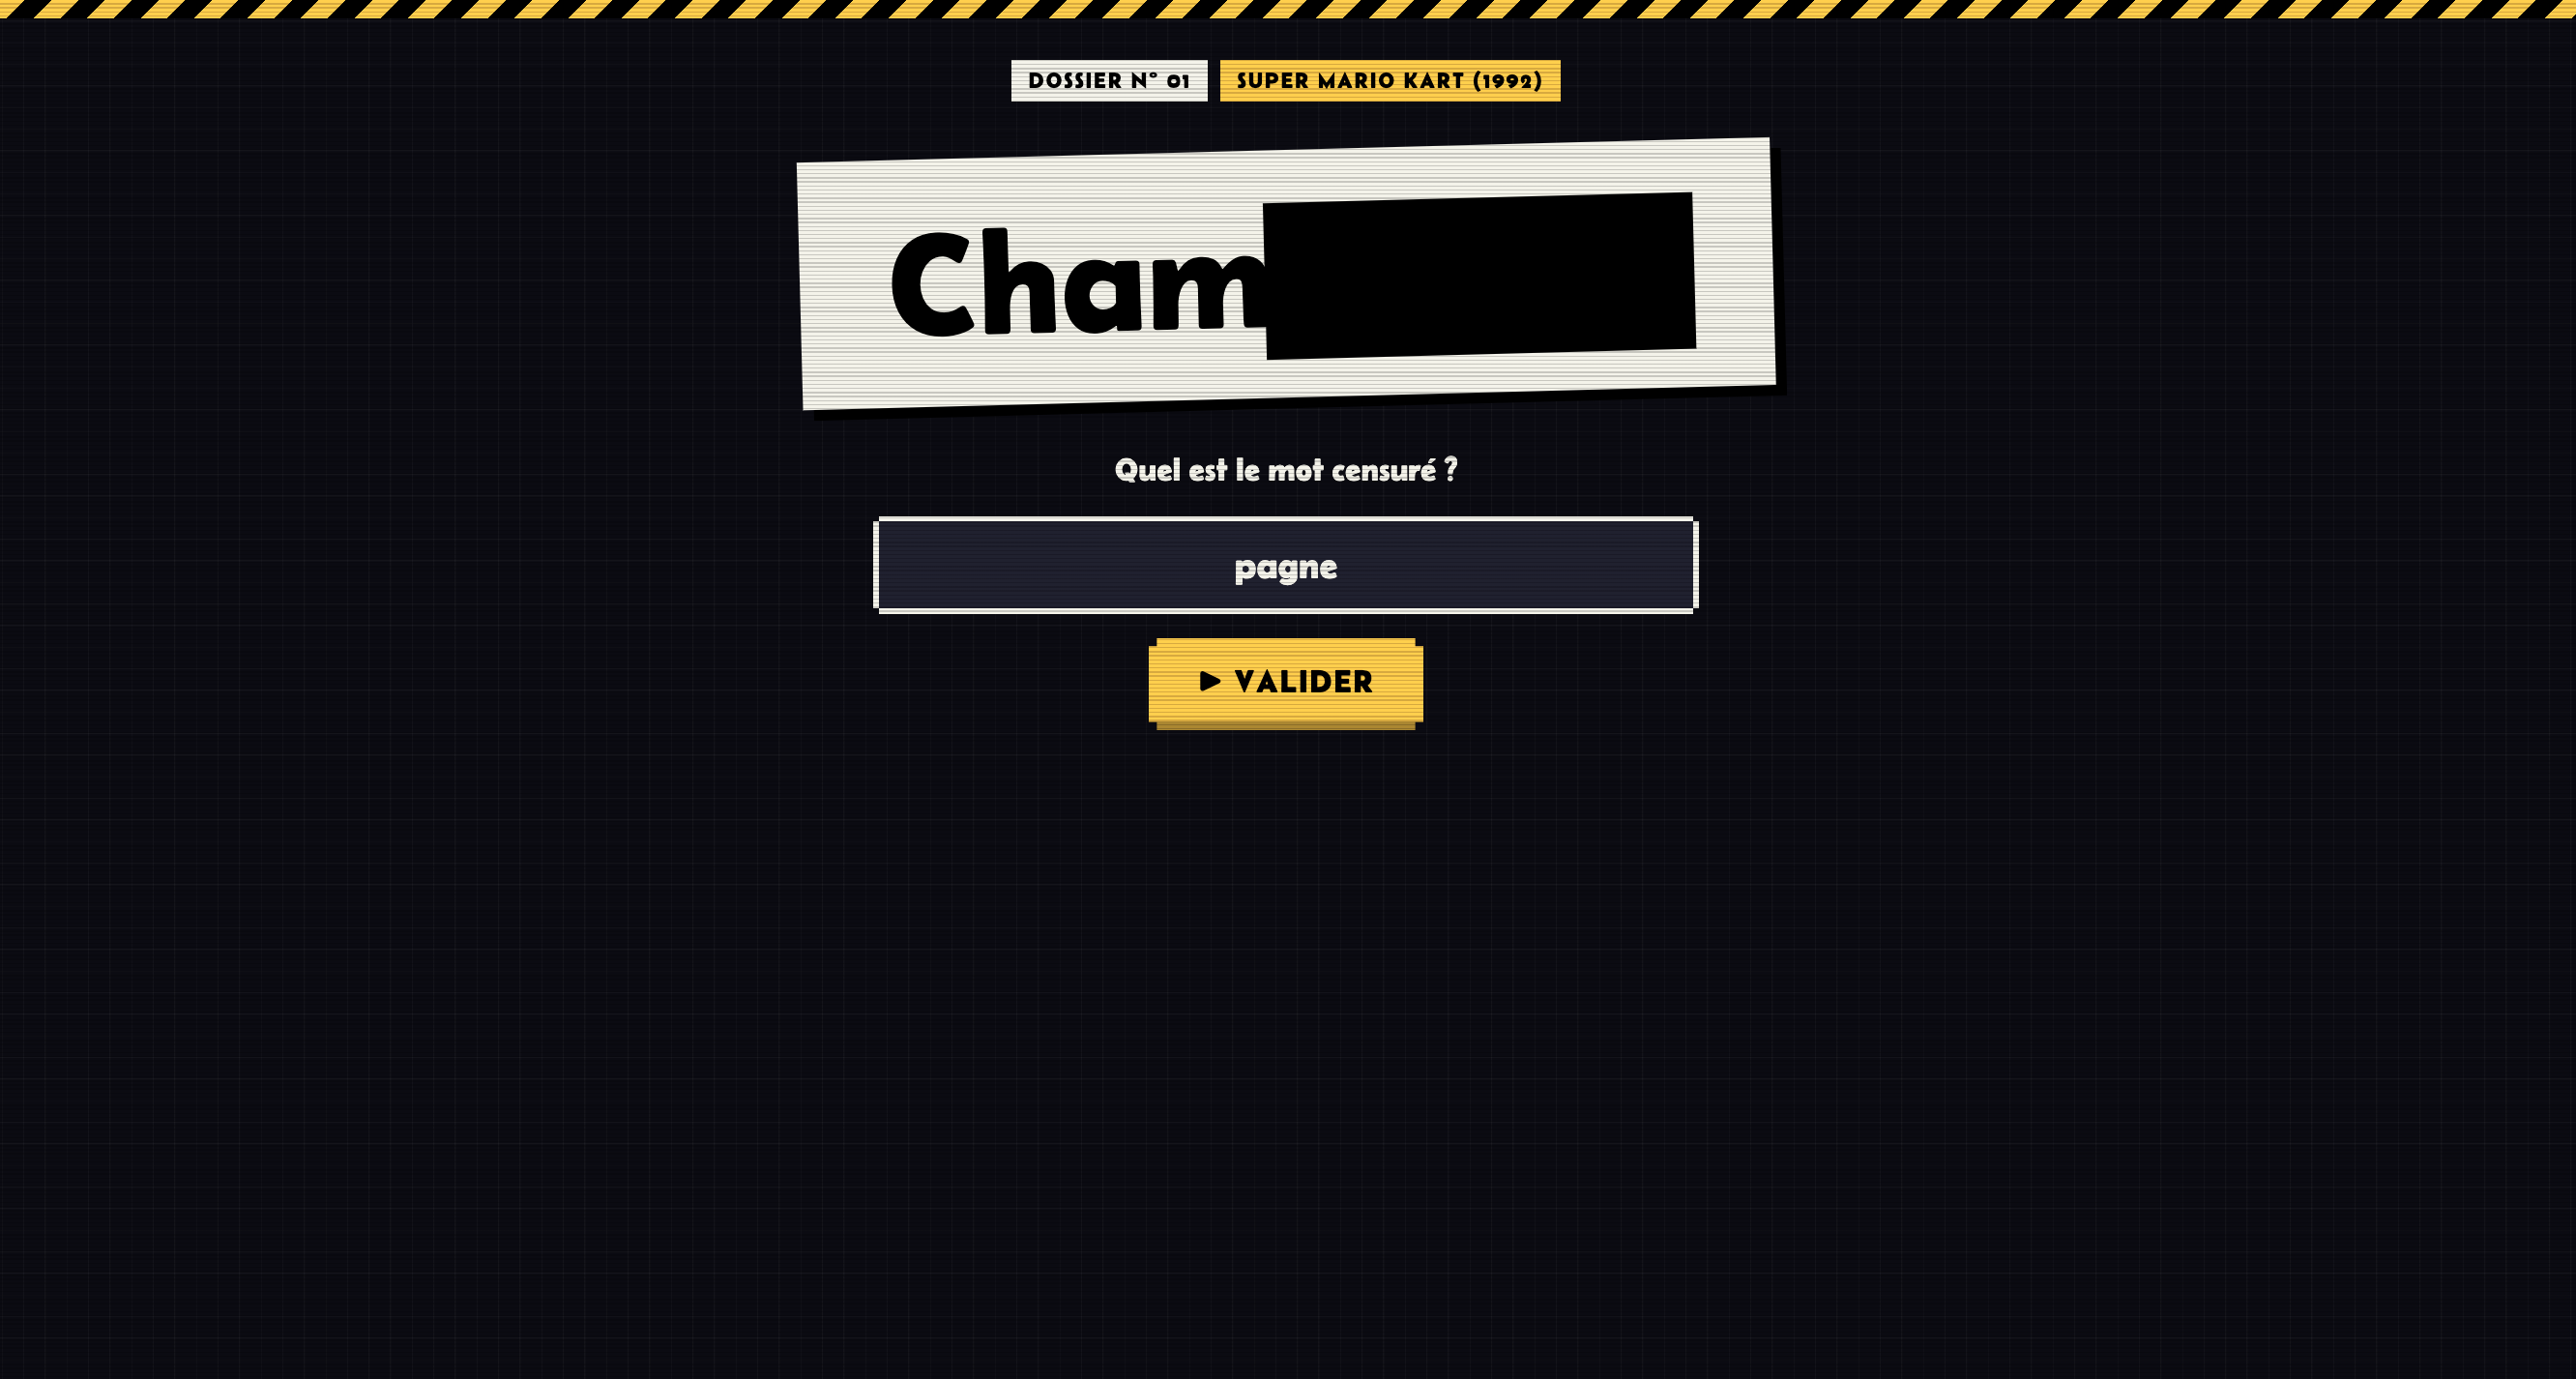 DOSSIER N° 01 SUPER MARIO KART (1992)
Cham
Quel est le mot censuré ?
pagne
▶ VALIDER